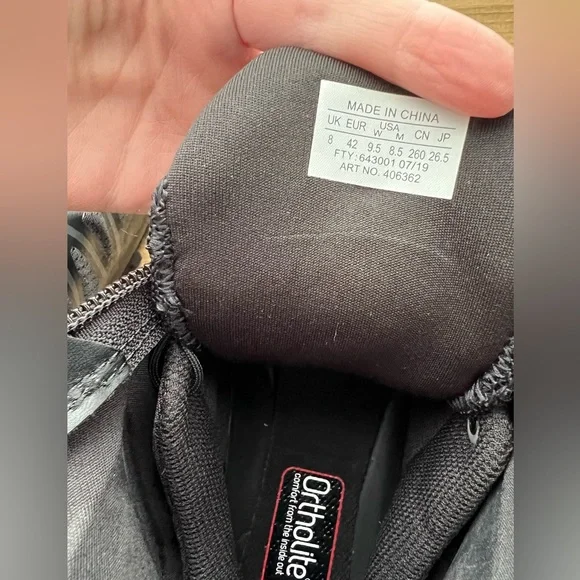 MADE IN CHINA
UK EUR USA CN JP
W M
8 42 9.5 8.5 260 26.5
FTY:643001 07/19
ART NO. 406362
Ortholite
comfort from the inside out